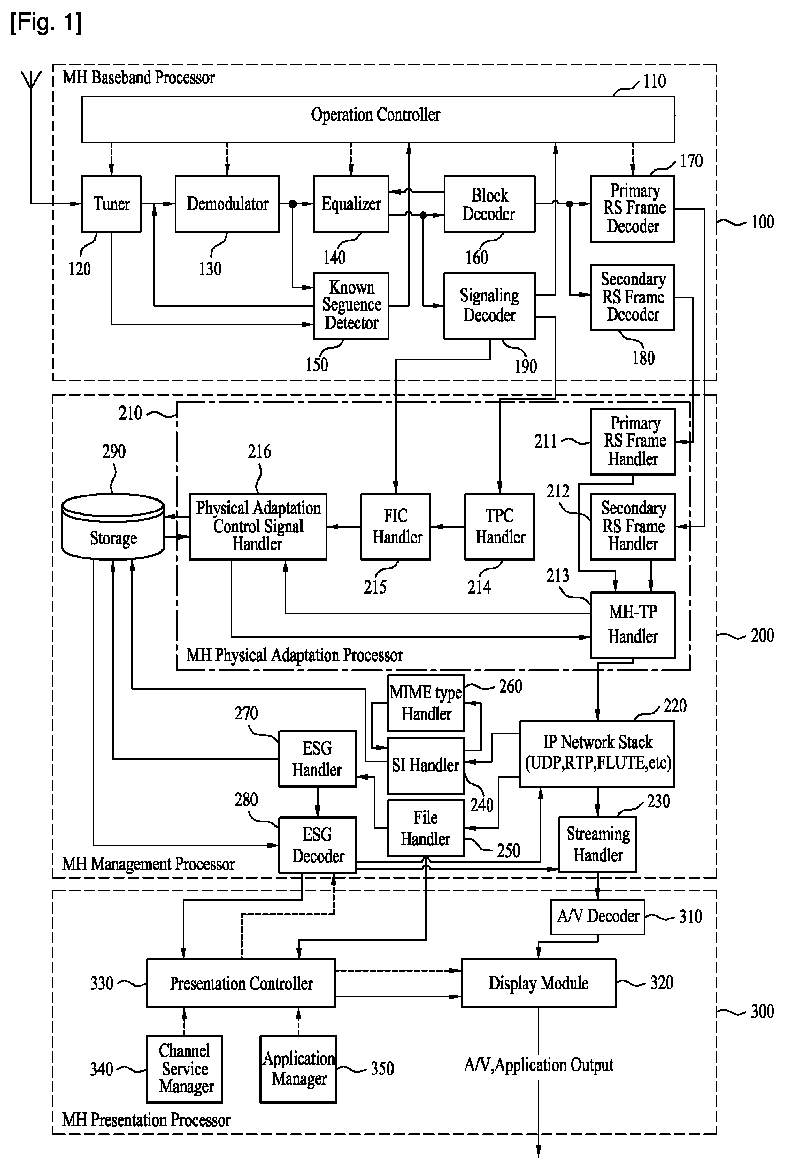 [Fig. 1]
MH Baseband Processor
110
Operation Controller
170
Tuner
Demodulator
Equalizer
Block
Decoder
Primary
RS Frame
Decoder
100
120
130
140
160
Known
Seguence
Detector
Signaling
Decoder
Secondary
RS Frame
Decoder
150
190
180
210
290
216
211
Primary
RS Frame
Handler
212
Storage
Physical Adaptation
Control Signal
Handler
FIC
Handler
TPC
Handler
Secondary
RS Frame
Handler
215
214
213
MH-TP
Handler
200
MH Physical Adaptation Processor
MIME type
Handler
260
270
220
ESG
Handler
SI Handler
IP Network Stack
(UDP,RTP,FLUTE,etc)
240
280
230
ESG
Decoder
File
Handler
250
Streaming
Handler
MH Management Processor
A/V Decoder
310
330
Presentation Controller
Display Module
320
300
340
Channel
Service
Manager
Application
Manager
350
A/V,Application Output
MH Presentation Processor